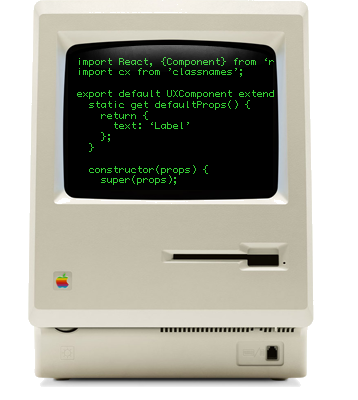 import React, {Component} from ‘r
import cx from ’classnames’;
export default UXComponent extend
static get defaultProps() {
return {
text: ‘Label’
};
}
constructor(props) {
super(props);